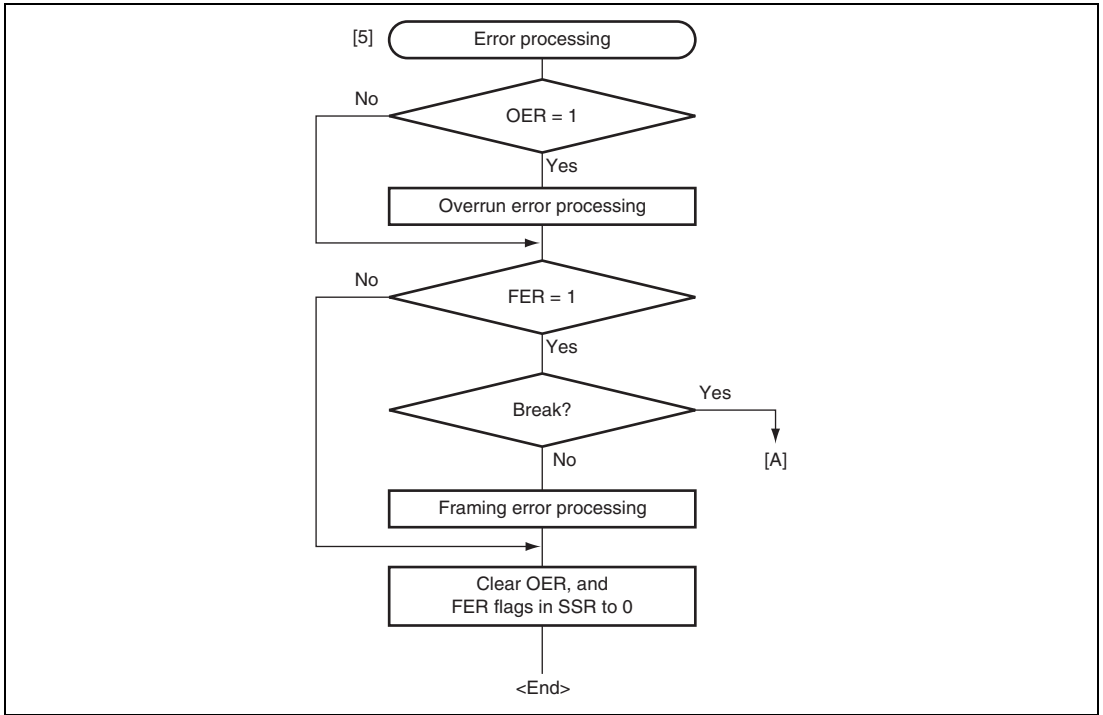 [5]
Error processing
No
OER = 1
Yes
Overrun error processing
No
FER = 1
Yes
Break?
Yes
No
[A]
Framing error processing
Clear OER, and
FER flags in SSR to 0
<End>